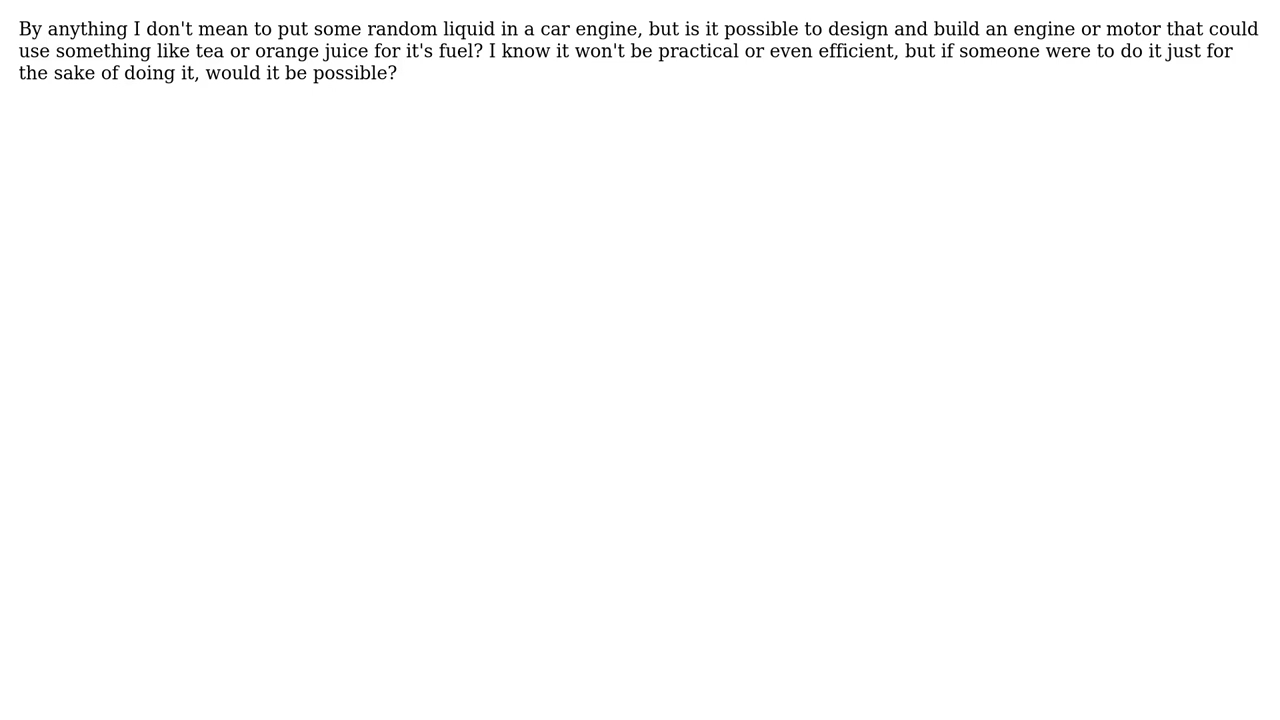 By anything I don't mean to put some random liquid in a car engine, but is it possible to design and build an engine or motor that could
use something like tea or orange juice for it's fuel? I know it won't be practical or even efficient, but if someone were to do it just for
the sake of doing it, would it be possible?